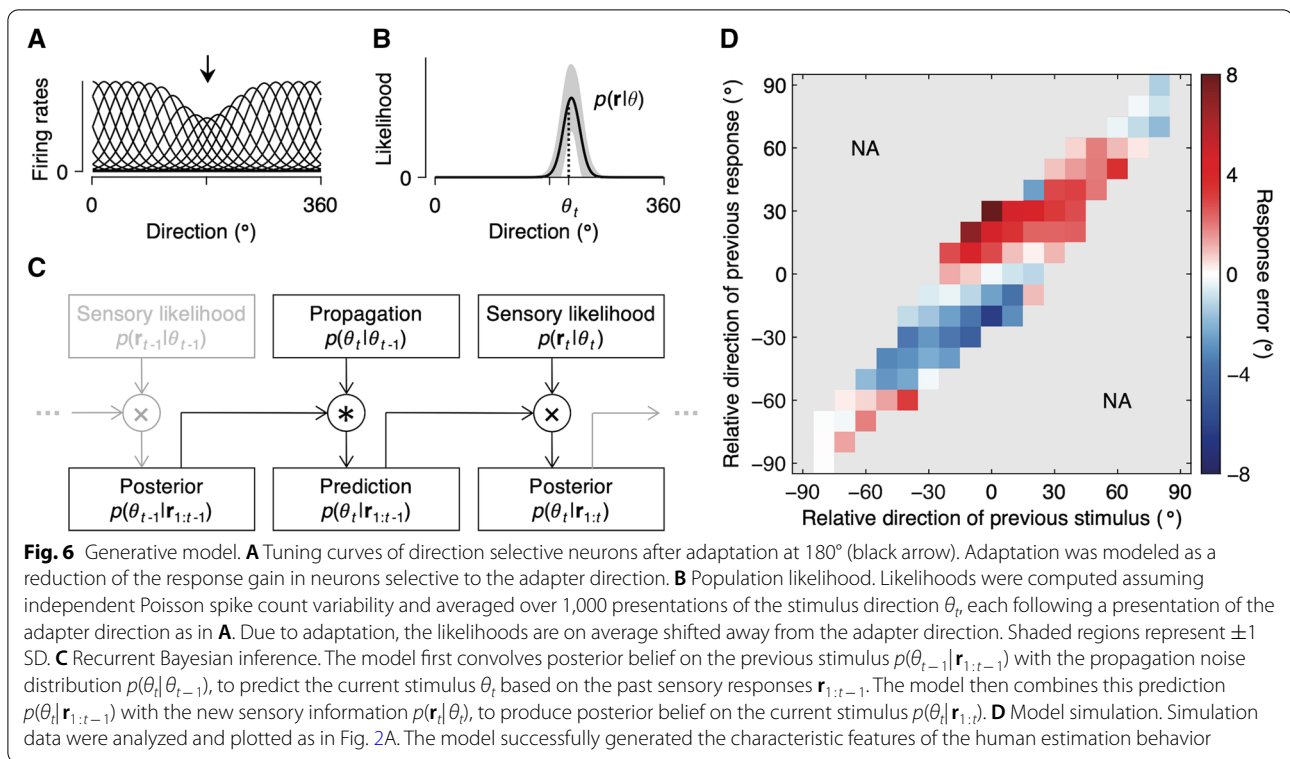 A
Firing rates
0
0
360
Direction (°)
B
Likelihood
0
p(r|θ)
0
θt
360
Direction (°)
C
Sensory likelihood
p(rt-1|θt-1)
Propagation
p(θt|θt-1)
Sensory likelihood
p(rt|θt)
...
×
*
×
...
Posterior
p(θt-1|r1:t-1)
Prediction
p(θt|r1:t-1)
Posterior
p(θt|r1:t)
D
Relative direction of previous response (°)
90
60
30
0
−30
−60
−90
NA
NA
−90
−60
−30
0
30
60
90
Relative direction of previous stimulus (°)
8
4
0
−4
−8
Response error (°)
Fig. 6 Generative model. A Tuning curves of direction selective neurons after adaptation at 180° (black arrow). Adaptation was modeled as a
reduction of the response gain in neurons selective to the adapter direction. B Population likelihood. Likelihoods were computed assuming
independent Poisson spike count variability and averaged over 1,000 presentations of the stimulus direction θt, each following a presentation of the
adapter direction as in A. Due to adaptation, the likelihoods are on average shifted away from the adapter direction. Shaded regions represent ±1
SD. C Recurrent Bayesian inference. The model first convolves posterior belief on the previous stimulus p(θt−1|r1:t−1) with the propagation noise
distribution p(θt|θt−1), to predict the current stimulus θt based on the past sensory responses r1:t−1. The model then combines this prediction
p(θt|r1:t−1) with the new sensory information p(rt|θt), to produce posterior belief on the current stimulus p(θt|r1:t). D Model simulation. Simulation
data were analyzed and plotted as in Fig. 2A. The model successfully generated the characteristic features of the human estimation behavior